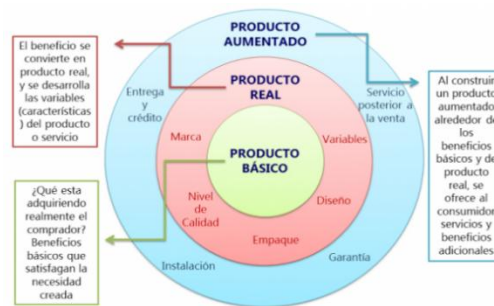 PRODUCTO
AUMENTADO
El beneficio se
convierte en
producto real,
y se desarrolla
las variables
(características
) del producto
o servicio
Entrega
y
crédito
PRODUCTO
REAL
Servicio
posterior a
la venta
Al construir
un producto
aumentado
alrededor de
los
beneficios
básicos y de
producto
real, se
ofrece al
consumidor
servicios y
beneficios
adicionales
Marca
Variables
PRODUCTO
BÁSICO
¿Qué esta
adquiriendo
realmente el
comprador?
Beneficios
básicos que
satisfagan la
necesidad
creada
Nivel
de
Calidad
Diseño
Empaque
Instalación
Garantía